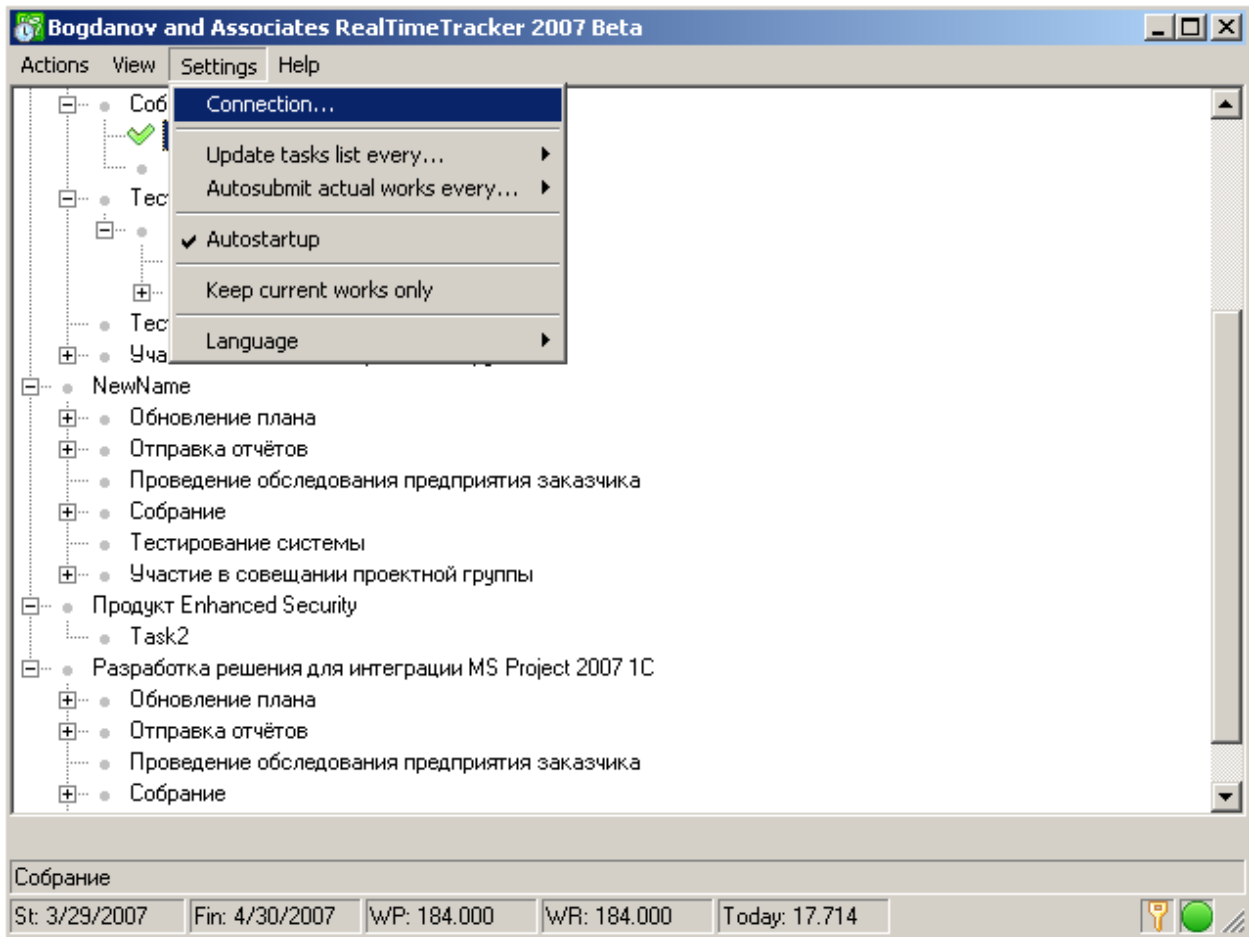 Bogdanov and Associates RealTimeTracker 2007 Beta
Actions View Settings Help
Connection...
Update tasks list every...
Autosubmit actual works every...
Autostartup
Keep current works only
Language
NewName
Обновление плана
Отправка отчётов
Проведение обследования предприятия заказчика
Собрание
Тестирование системы
Участие в совещании проектной группы
Продукт Enhanced Security
Task2
Разработка решения для интеграции MS Project 2007 1С
Обновление плана
Отправка отчётов
Проведение обследования предприятия заказчика
Собрание
Собрание
St: 3/29/2007 Fin: 4/30/2007 WP: 184.000 WR: 184.000 Today: 17.714